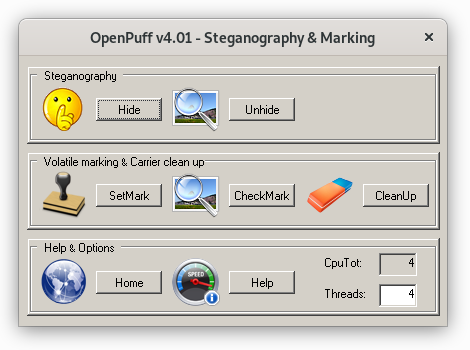 OpenPuff v4.01 - Steganography & Marking
Steganography
Hide
Unhide
Volatile marking & Carrier clean up
SetMark
CheckMark
CleanUp
Help & Options
Home
SPEED
Help
CpuTot: 4
Threads: 4